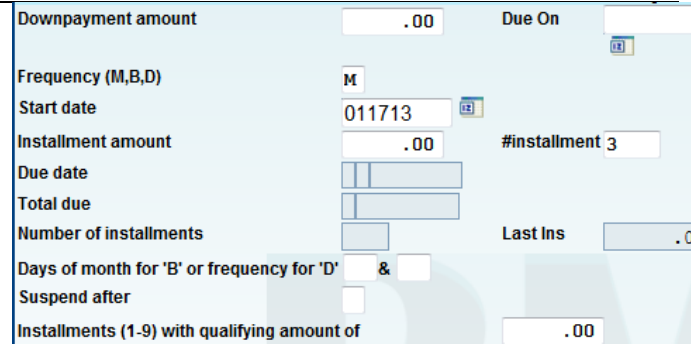 Downpayment amount .00 Due On
Frequency (M,B,D) M
Start date 011713
Installment amount .00 #installment 3
Due date
Total due
Number of installments Last Ins .0
Days of month for 'B' or frequency for 'D' &
Suspend after
Installments (1-9) with qualifying amount of .00